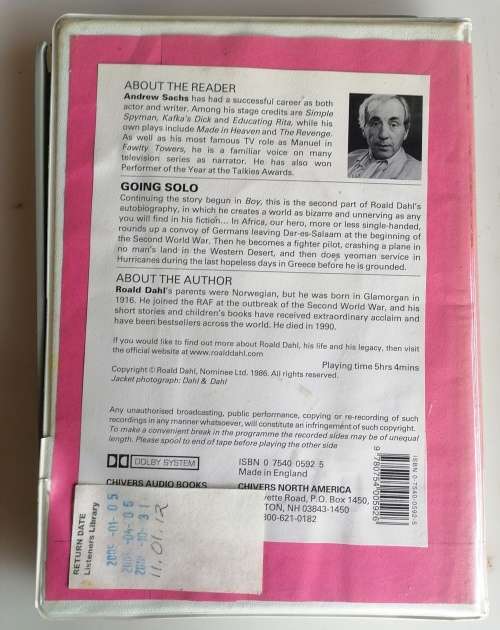 ABOUT THE READER
Andrew Sachs has had a successful career as both
actor and writer. Among his stage credits are Simple
Spyman, Kafka's Dick and Educating Rita, while his
own plays include Made in Heaven and The Revenge.
As well as his most famous TV role as Manuel in
Fawlty Towers, he is a familiar voice on many
television series as narrator. He has also won
Performer of the Year at the Talkies Awards.
GOING SOLO
Continuing the story begun in Boy, this is the second part of Roald Dahl's
autobiography, in which he creates a world as bizarre and unnerving as any
you will find in his fiction... In Africa, our hero, more or less single-handed,
rounds up a convoy of Germans leaving Dar-es-Salaam at the beginning of
the Second World War. Then he becomes a fighter pilot, crashing a plane in
no man's land in the Western Desert, and then does yeoman service in
Hurricanes during the last hopeless days in Greece before he is grounded.
ABOUT THE AUTHOR
Roald Dahl's parents were Norwegian, but he was born in Glamorgan in
1916. He joined the RAF at the outbreak of the Second World War, and his
short stories and children's books have received extraordinary acclaim and
have been bestsellers across the world. He died in 1990.
If you would like to find out more about Roald Dahl, his life and his legacy, then visit
the official website at www.roalddahl.com
Playing time 5hrs 4mins
Copyright © Roald Dahl, Nominee Ltd. 1986. All rights reserved.
Jacket photograph: Dahl & Dahl
Any unauthorised broadcasting, public performance, copying or re-recording of such
recordings in any manner whatsoever, will constitute an infringement of such copyright.
To make a convenient break in the programme the recorded sides may be of unequal
length. Please spool to end of tape before playing the other side
DOLBY SYSTEM
ISBN 0 7540 0592 5
Made in England
CHIVERS AUDIO BOOKS
CHIVERS NORTH AMERICA
yette Road, P.O. Box 1450,
TON, NH 03843-1450
800-621-0182
ISBN 0-7540-0592-5
9780754005926
RETURN DATE
Listeners Library
11.01.12